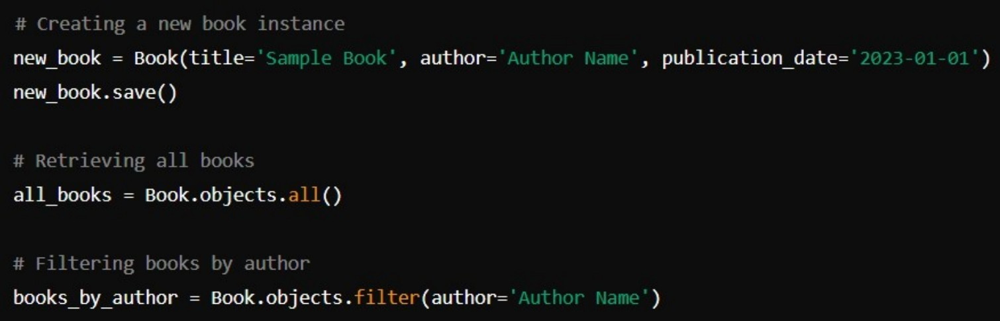 # Creating a new book instance
new_book = Book(title='Sample Book', author='Author Name', publication_date='2023-01-01')
new_book.save()
# Retrieving all books
all_books = Book.objects.all()
# Filtering books by author
books_by_author = Book.objects.filter(author='Author Name')